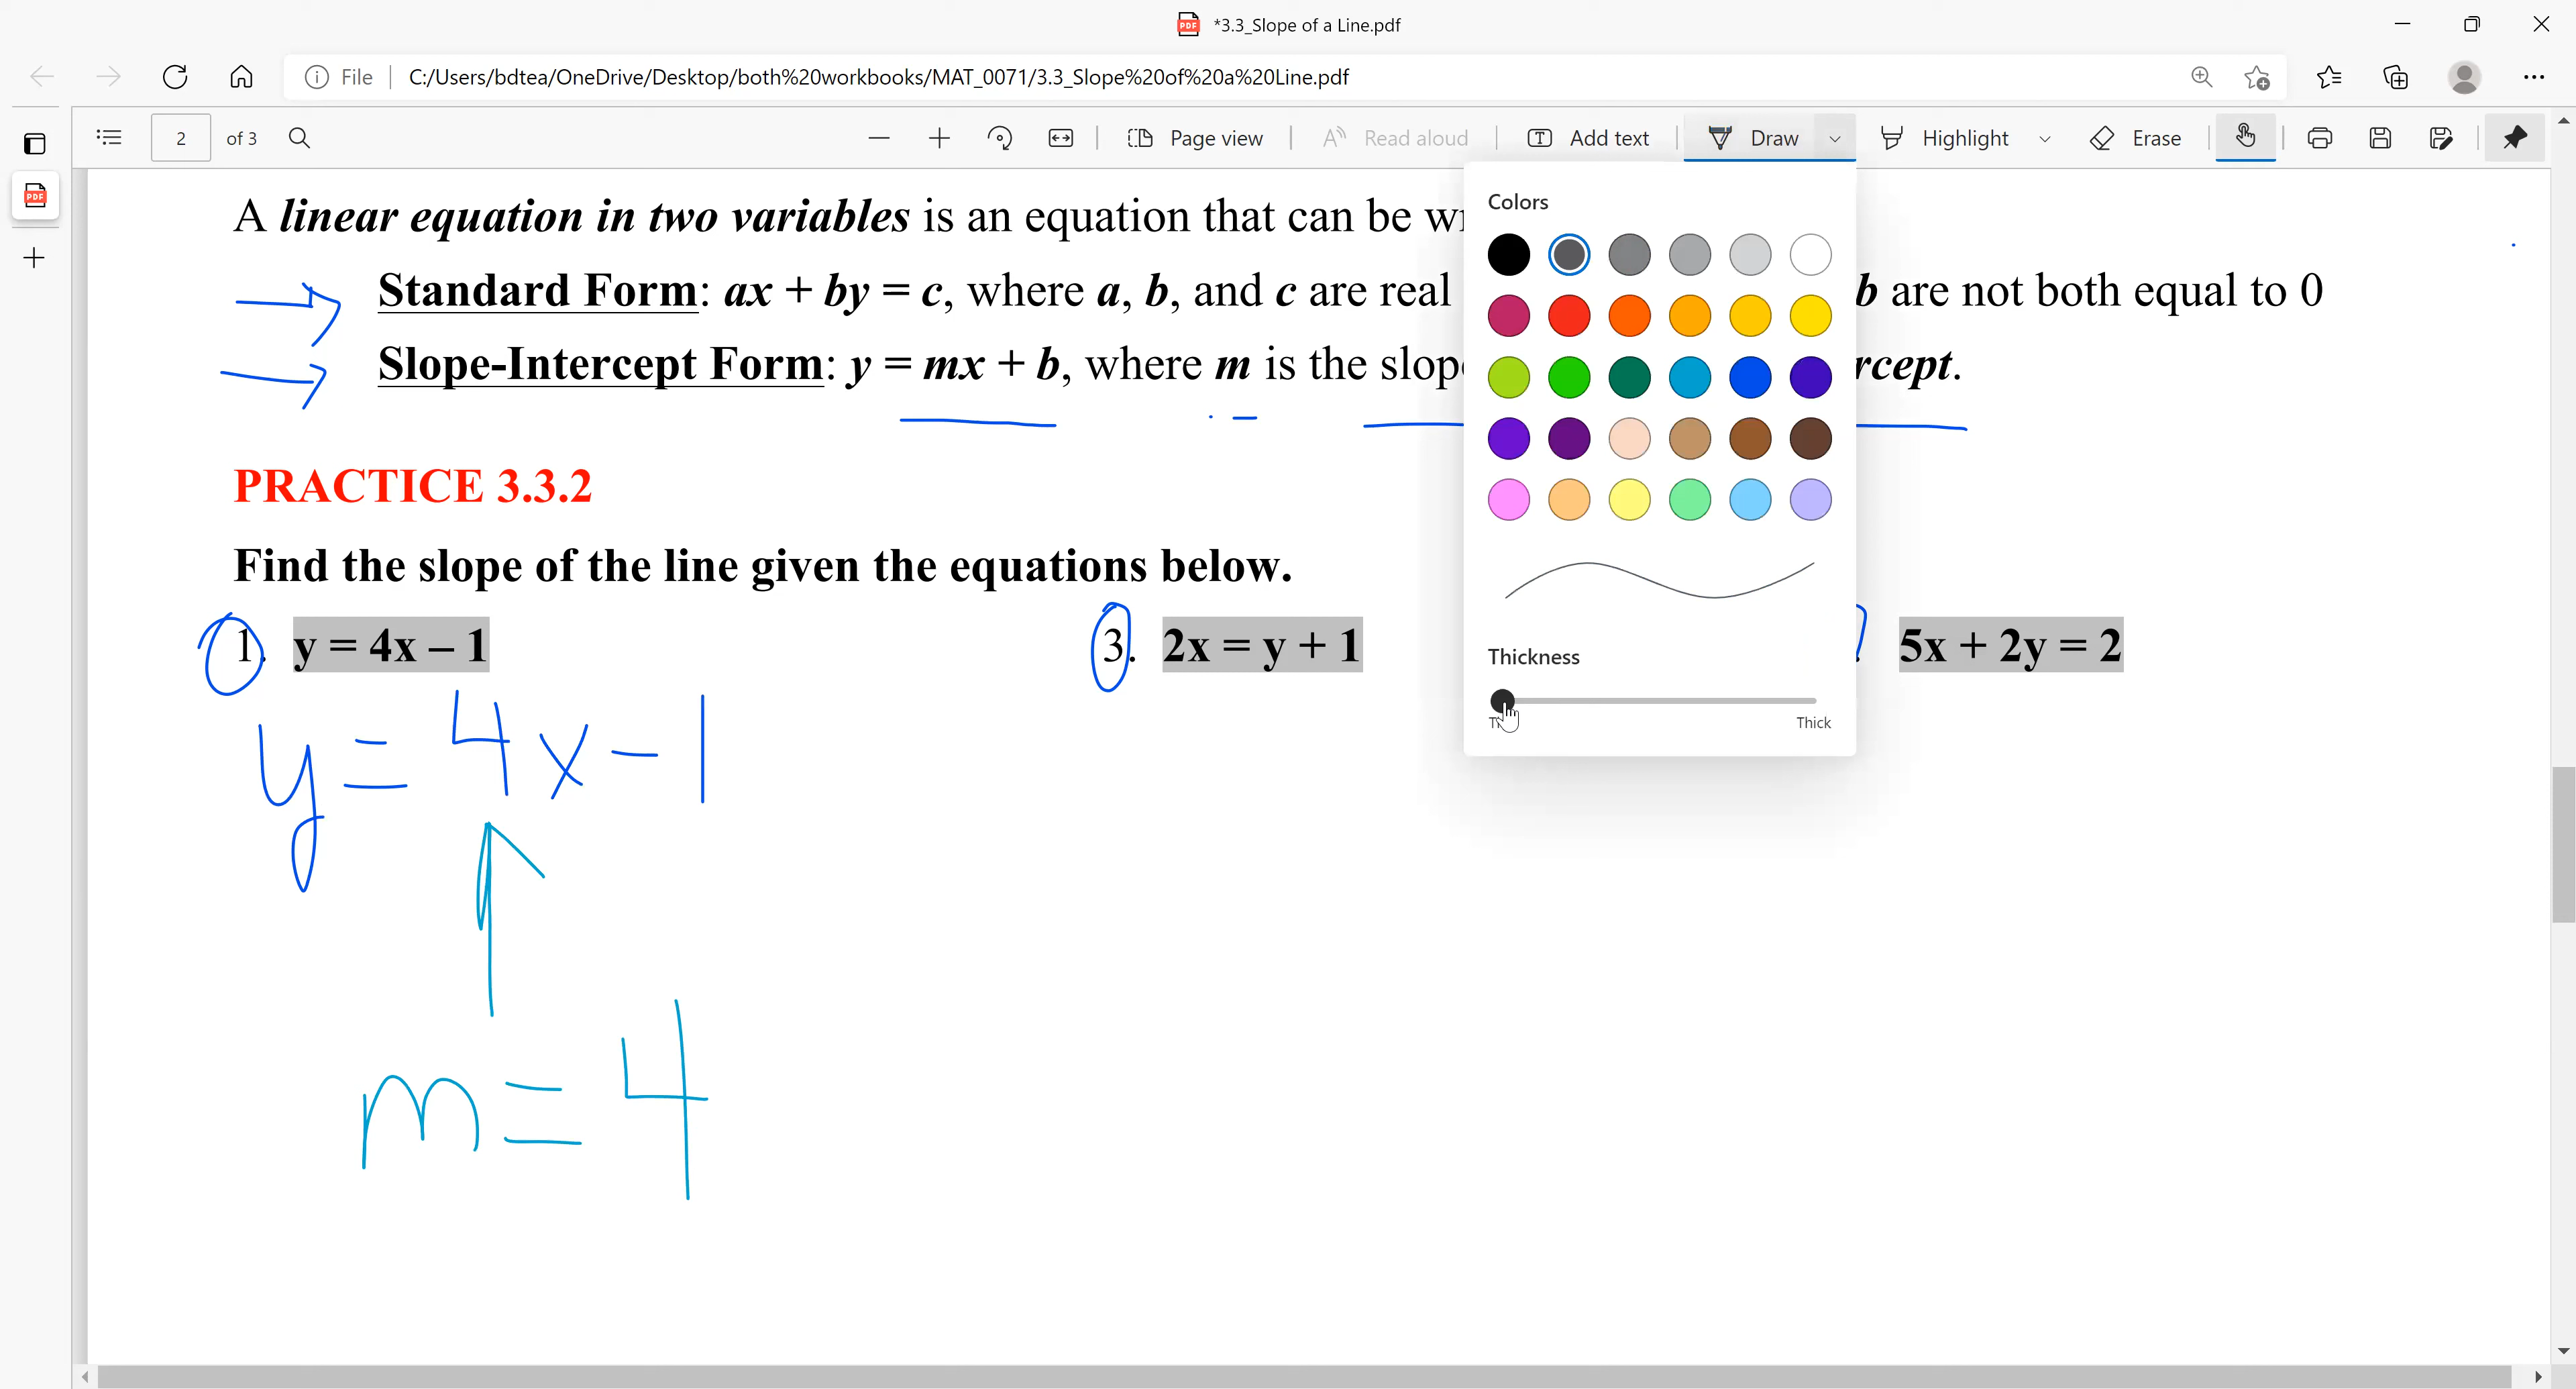 *3.3_Slope of a Line.pdf
File C:/Users/bdtea/OneDrive/Desktop/both%20workbooks/MAT_0071/3.3_Slope%20of%20a%20Line.pdf
2 of 3 Page view Read aloud Add text Draw Highlight Erase
A linear equation in two variables is an equation that can be
Standard Form: ax + by = c, where a, b, and c are real b are not both equal to 0
Slope-Intercept Form: y = mx + b, where m is the slop rcept.
Colors
PRACTICE 3.3.2
Find the slope of the line given the equations below.
1. y = 4x – 1 3. 2x = y + 1 5x + 2y = 2
Thickness
Thick
y = 4x - 1
m = 4